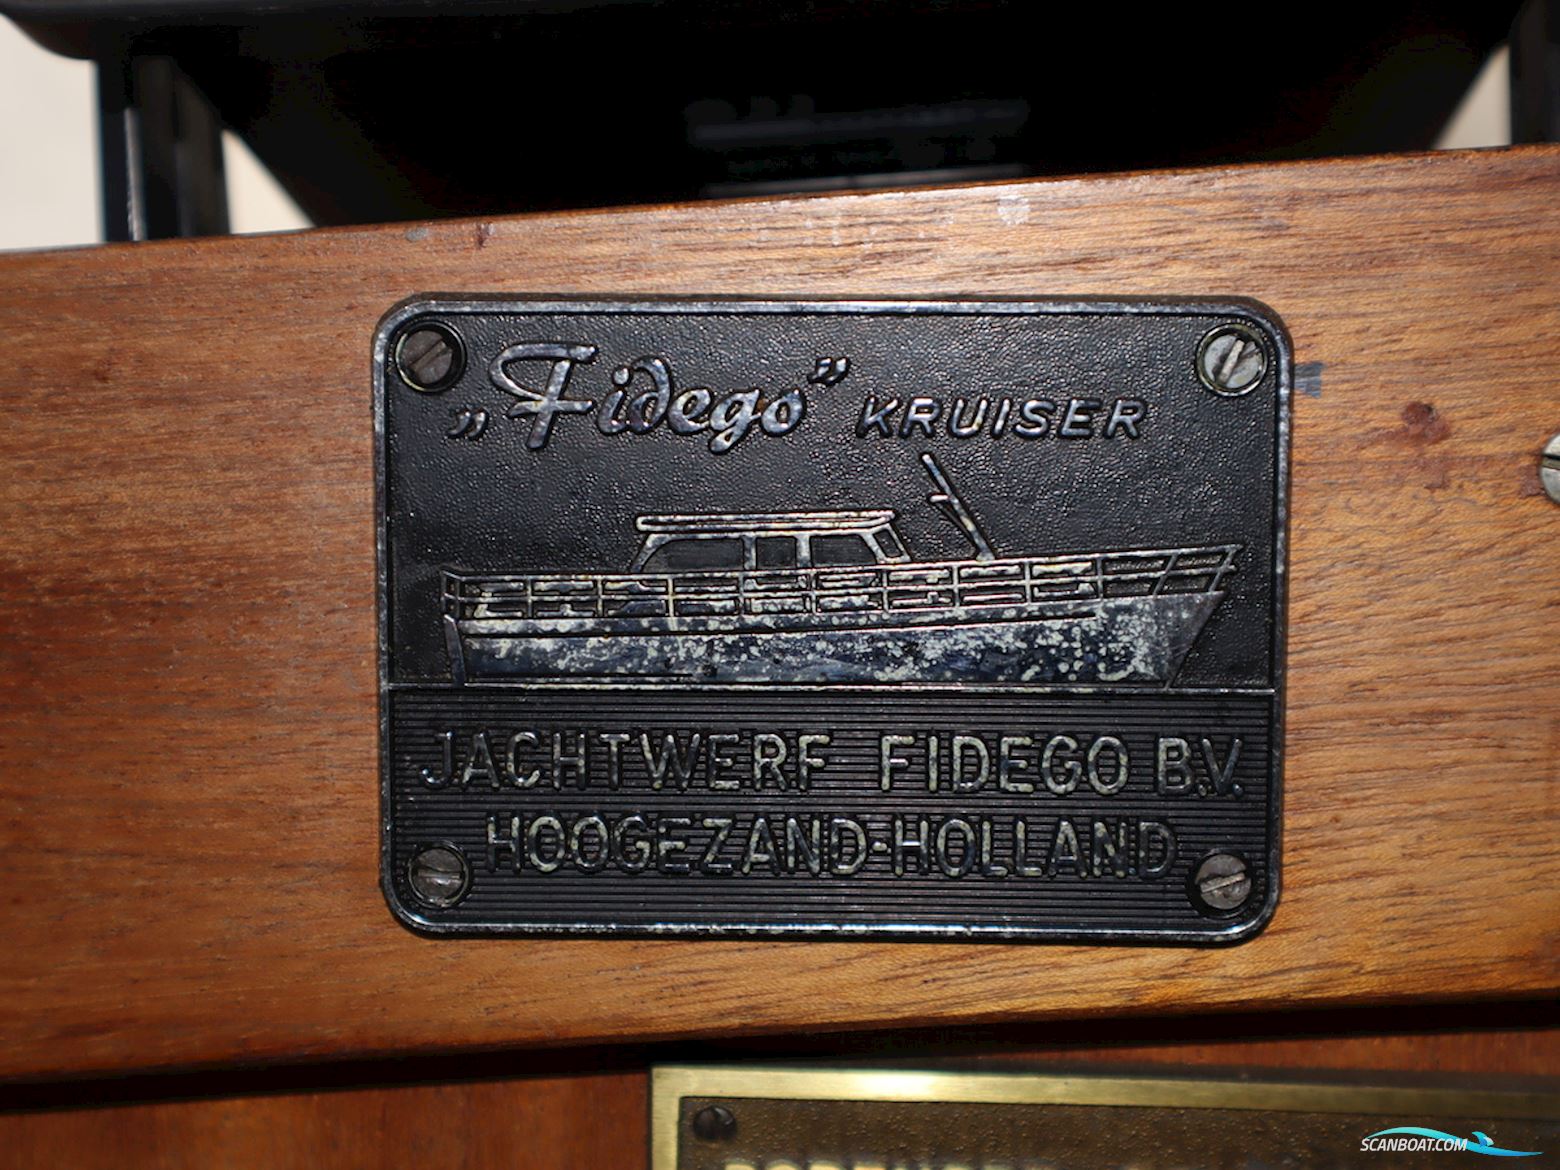 „Fidego” KRUISER
JACHTWERF FIDEGO B.V.
HOOGEZAND-HOLLAND
SCANBOAT.COM